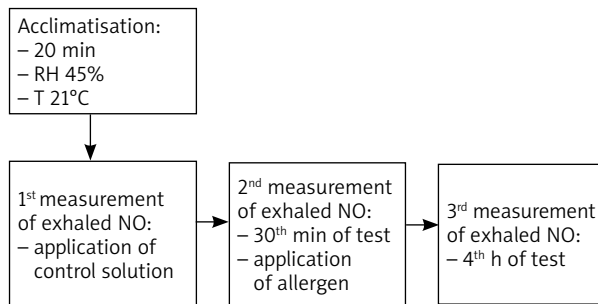 Acclimatisation:
– 20 min
– RH 45%
– T 21°C
1st measurement
of exhaled NO:
– application of
control solution
2nd measurement
of exhaled NO:
– 30th min of test
– application
of allergen
3rd measurement
of exhaled NO:
– 4th h of test